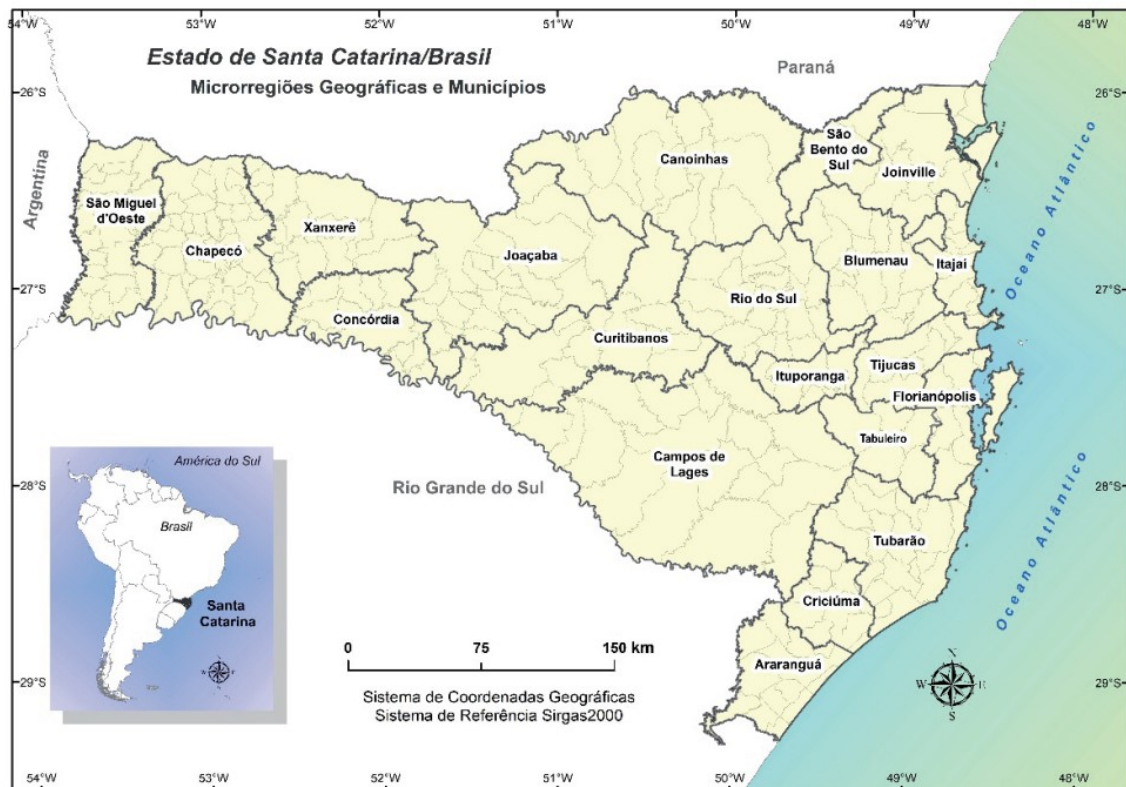 54°W
53°W
52°W
51°W
50°W
49°W
48°W
Estado de Santa Catarina/Brasil
Microrregiões Geográficas e Municípios
Paraná
26°S
26°S
Argentina
Oceano Atlântico
São Miguel
d'Oeste
Chapecó
Xanxerê
Concórdia
Joaçaba
Canoinhas
São
Bento do
Sul
Joinville
Blumenau
Itajaí
Rio do Sul
Curitibanos
27°S
27°S
Ituporanga
Tijucas
Florianópolis
Tabuleiro
Campos de
Lages
Rio Grande do Sul
28°S
28°S
Oceano Atlântico
Tubarão
Criciúma
Araranguá
América do Sul
Brasil
Santa
Catarina
0
75
150 km
Sistema de Coordenadas Geográficas
Sistema de Referência Sirgas2000
N
W
E
S
29°S
29°S
54°W
53°W
52°W
51°W
50°W
49°W
48°W